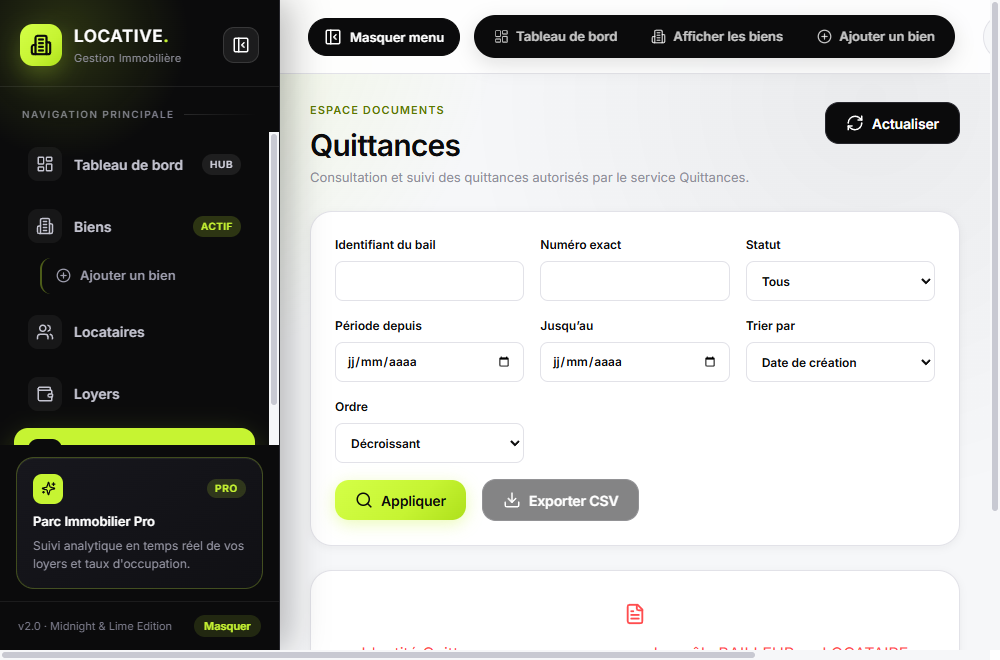 LOCATIVE.
Gestion Immobilière
NAVIGATION PRINCIPALE
Tableau de bord HUB
Biens ACTIF
Ajouter un bien
Locataires
Loyers
PRO
Parc Immobilier Pro
Suivi analytique en temps réel de vos
loyers et taux d'occupation.
v2.0 · Midnight & Lime Edition Masquer
Masquer menu Tableau de bord Afficher les biens Ajouter un bien
ESPACE DOCUMENTS
Quittances
Actualiser
Consultation et suivi des quittances autorisés par le service Quittances.
Identifiant du bail Numéro exact Statut
Tous
Période depuis Jusqu’au Trier par
jj/mm/aaaa jj/mm/aaaa Date de création
Ordre
Décroissant
Appliquer Exporter CSV